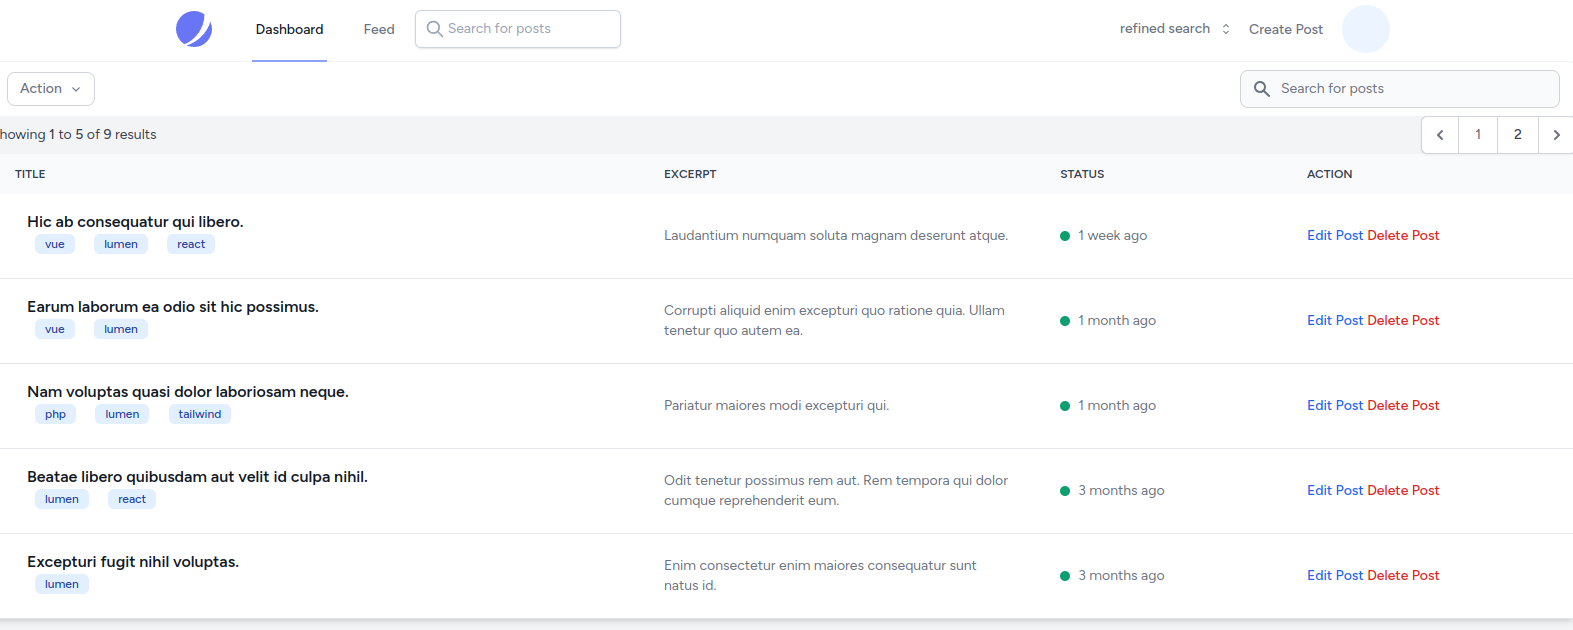 Dashboard Feed Search for posts refined search Create Post
Action Search for posts
howing 1 to 5 of 9 results 1 2
TITLE EXCERPT STATUS ACTION
Hic ab consequatur qui libero.
vue lumen react
Laudantium numquam soluta magnam deserunt atque.
1 week ago
Edit Post Delete Post
Earum laborum ea odio sit hic possimus.
vue lumen
Corrupti aliquid enim excepturi quo ratione quia. Ullam
tenetur quo autem ea.
1 month ago
Edit Post Delete Post
Nam voluptas quasi dolor laboriosam neque.
php lumen tailwind
Pariatur maiores modi excepturi qui.
1 month ago
Edit Post Delete Post
Beatae libero quibusdam aut velit id culpa nihil.
lumen react
Odit tenetur possimus rem aut. Rem tempora qui dolor
cumque reprehenderit eum.
3 months ago
Edit Post Delete Post
Excepturi fugit nihil voluptas.
lumen
Enim consectetur enim maiores consequatur sunt
natus id.
3 months ago
Edit Post Delete Post